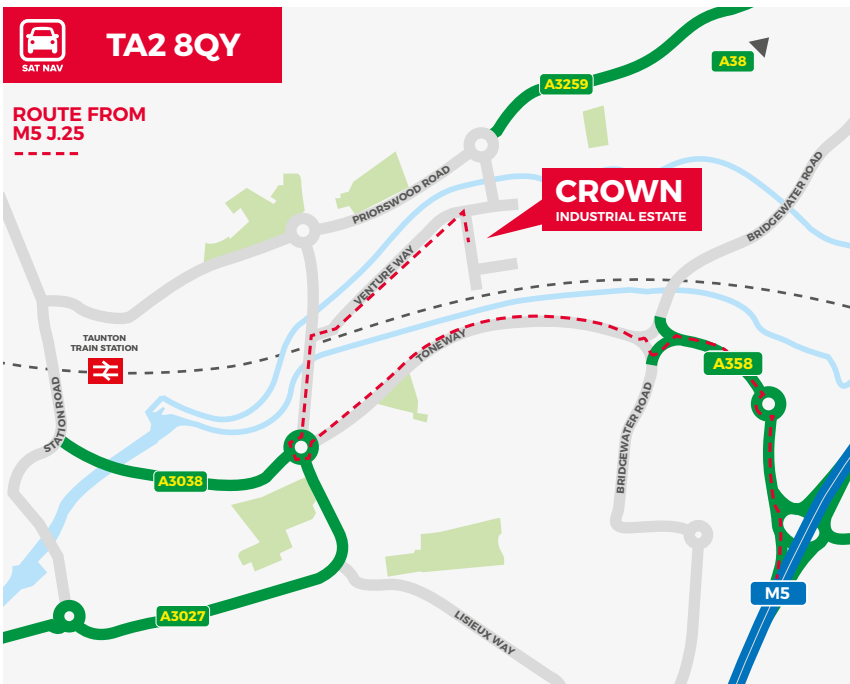 SAT NAV
TA2 8QY
ROUTE FROM
M5 J.25
A38
A3259
CROWN
INDUSTRIAL ESTATE
PRIORSWOOD ROAD
BRIDGEWATER ROAD
VENTURE WAY
TAUNTON
TRAIN STATION
TONEWAY
A358
STATION ROAD
BRIDGEWATER ROAD
A3038
M5
A3027
LISIEUX WAY